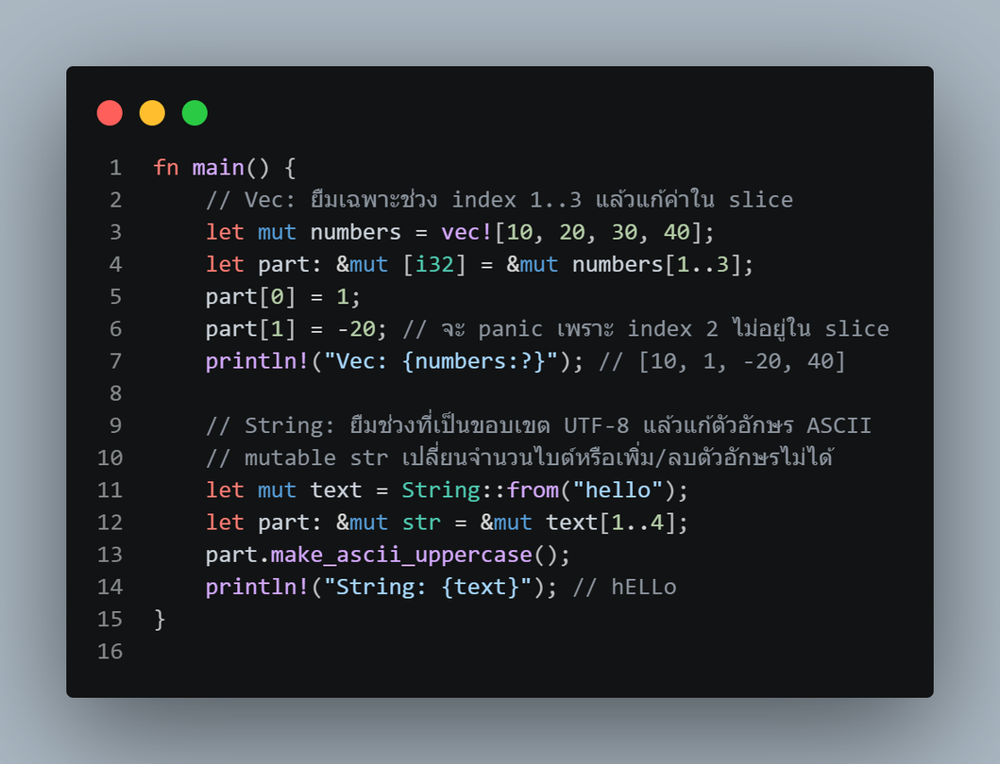 1 fn main() {
2 // Vec: ยืมเฉพาะช่วง index 1..3 แล้วแก้ค่าใน slice
3 let mut numbers = vec![10, 20, 30, 40];
4 let part: &mut [i32] = &mut numbers[1..3];
5 part[0] = 1;
6 part[1] = -20; // จะ panic เพราะ index 2 ไม่อยู่ใน slice
7 println!("Vec: {numbers:?}"); // [10, 1, -20, 40]
8
9 // String: ยืมช่วงที่เป็นขอบเขต UTF-8 แล้วแก้ตัวอักษร ASCII
10 // mutable str เปลี่ยนจำนวนไบต์หรือเพิ่ม/ลบตัวอักษรไม่ได้
11 let mut text = String::from("hello");
12 let part: &mut str = &mut text[1..4];
13 part.make_ascii_uppercase();
14 println!("String: {text}"); // hELLo
15 }
16